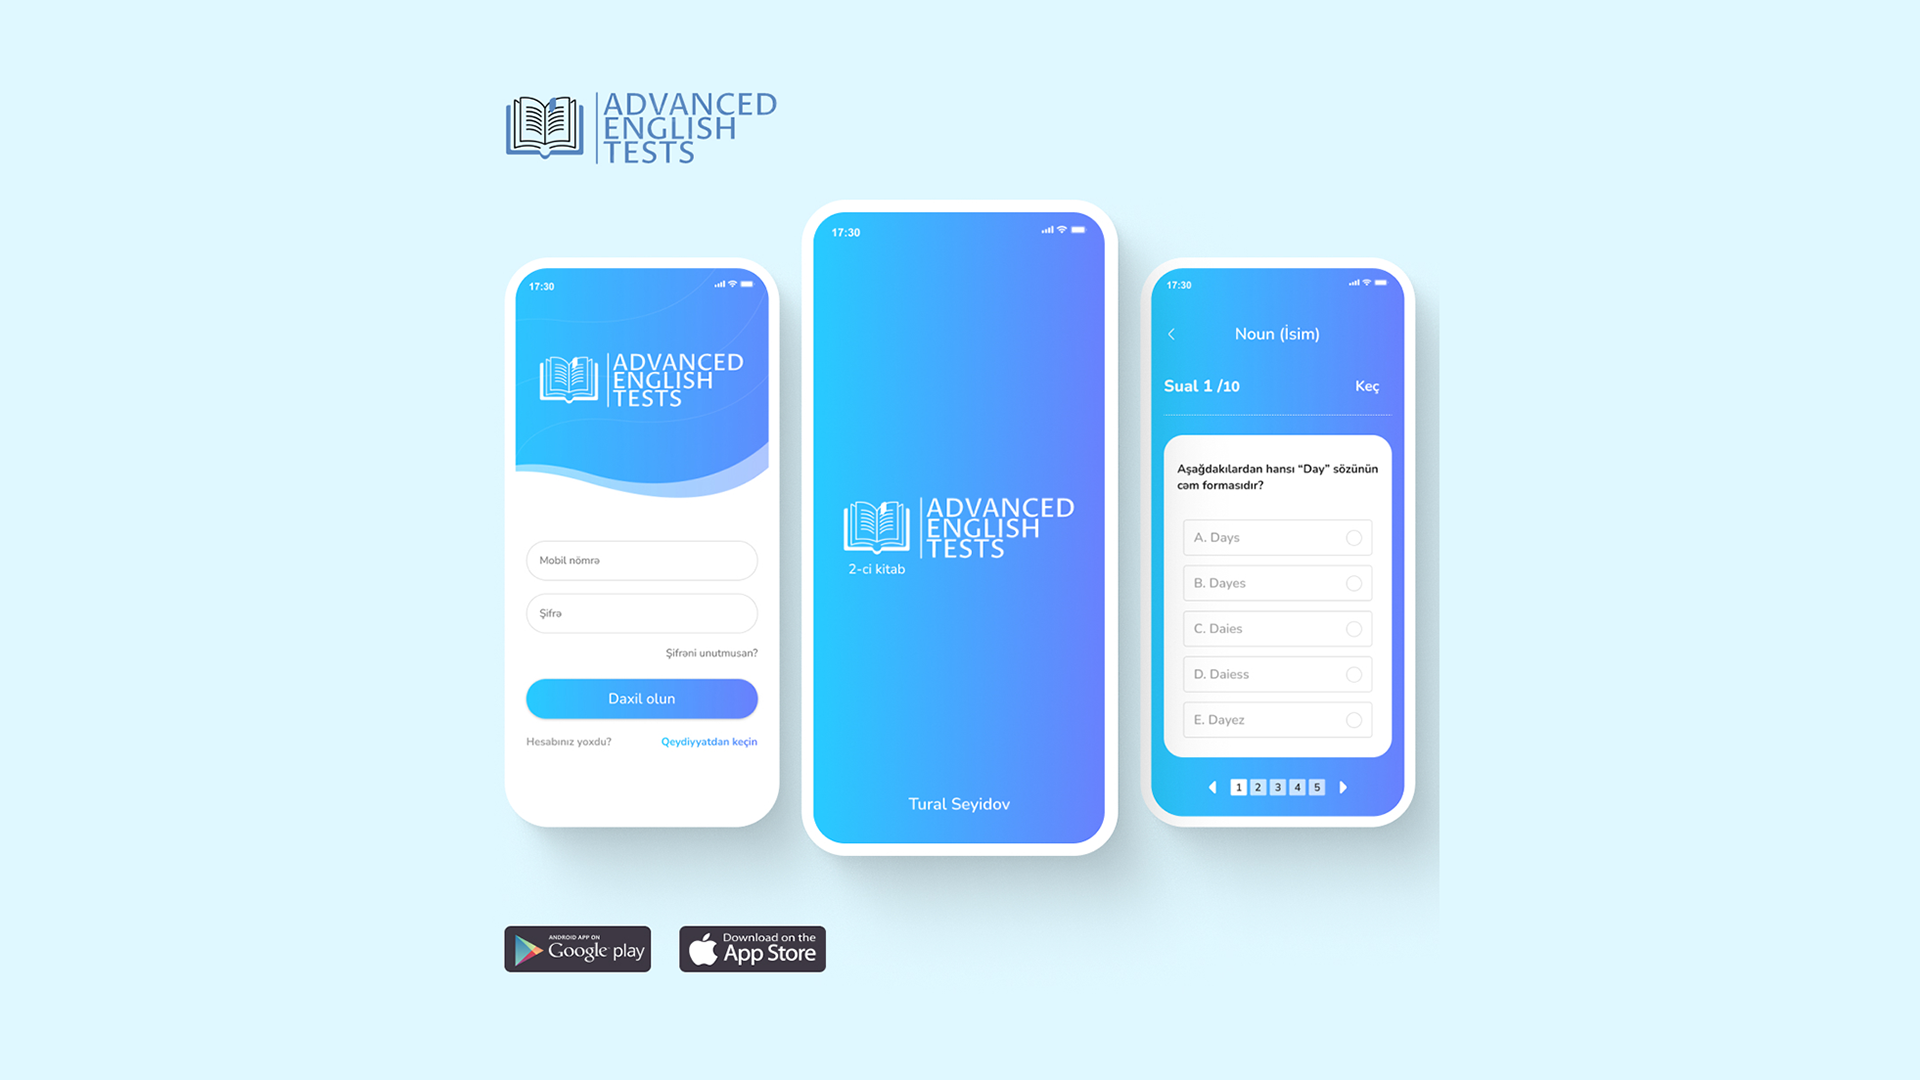 ADVANCED
ENGLISH
TESTS
17:30
ADVANCED
ENGLISH
TESTS
Mobil nömrə
Şifrə
Şifrəni unutmusan?
Daxil olun
Hesabınız yoxdu? Qeydiyyatdan keçin
17:30
ADVANCED
ENGLISH
TESTS
2-ci kitab
Tural Seyidov
17:30
Noun (İsim)
Sual 1 /10 Keç
Aşağdakılardan hansı “Day” sözünün
cəm formasıdır?
A. Days
B. Dayes
C. Daies
D. Daiess
E. Dayez
1 2 3 4 5
ANDROID APP ON
Google play
Download on the
App Store